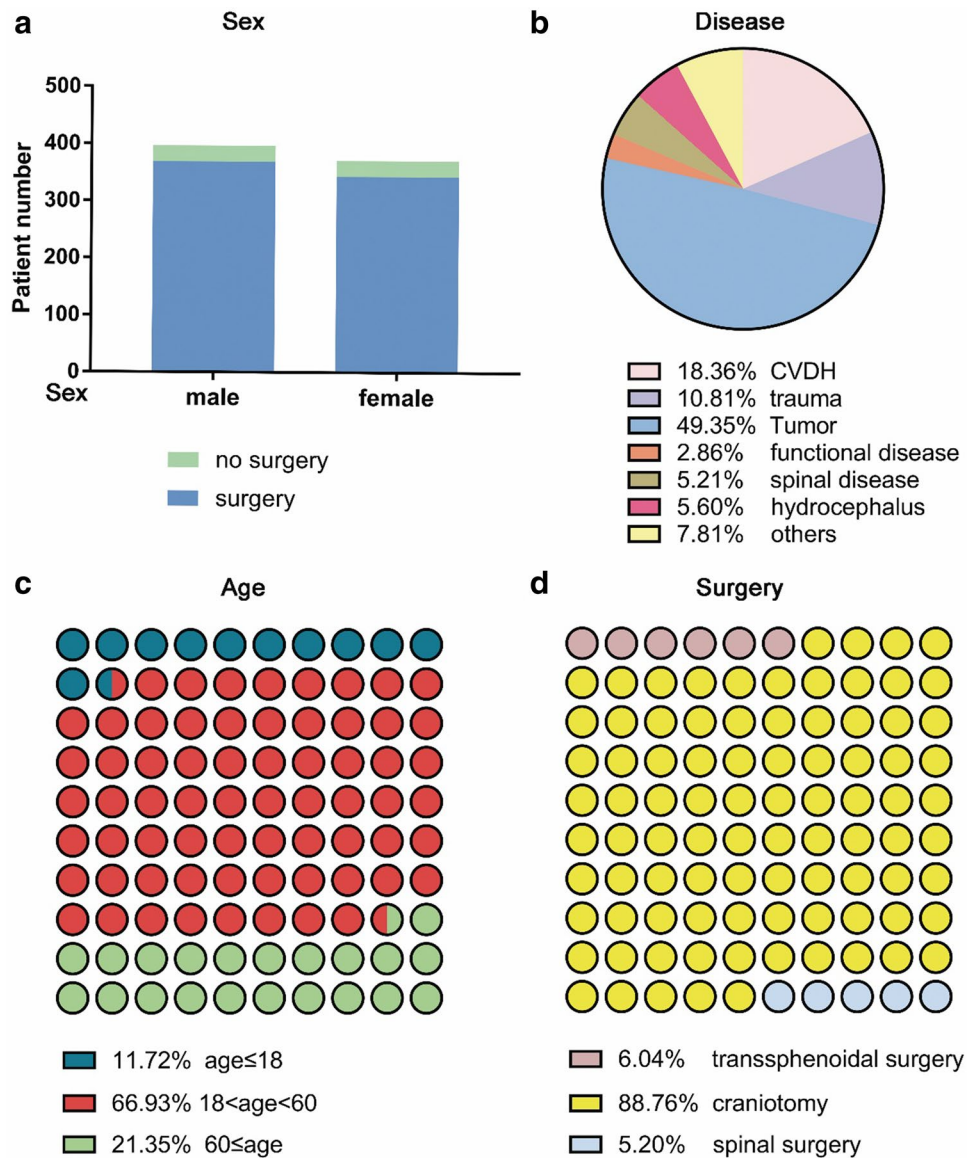 a
Sex
Patient number
500
400
300
200
100
0
Sex
male
female
no surgery
surgery
b
Disease
18.36% CVDH
10.81% trauma
49.35% Tumor
2.86% functional disease
5.21% spinal disease
5.60% hydrocephalus
7.81% others
c
Age
11.72% age≤18
66.93% 18<age<60
21.35% 60≤age
d
Surgery
6.04% transsphenoidal surgery
88.76% craniotomy
5.20% spinal surgery